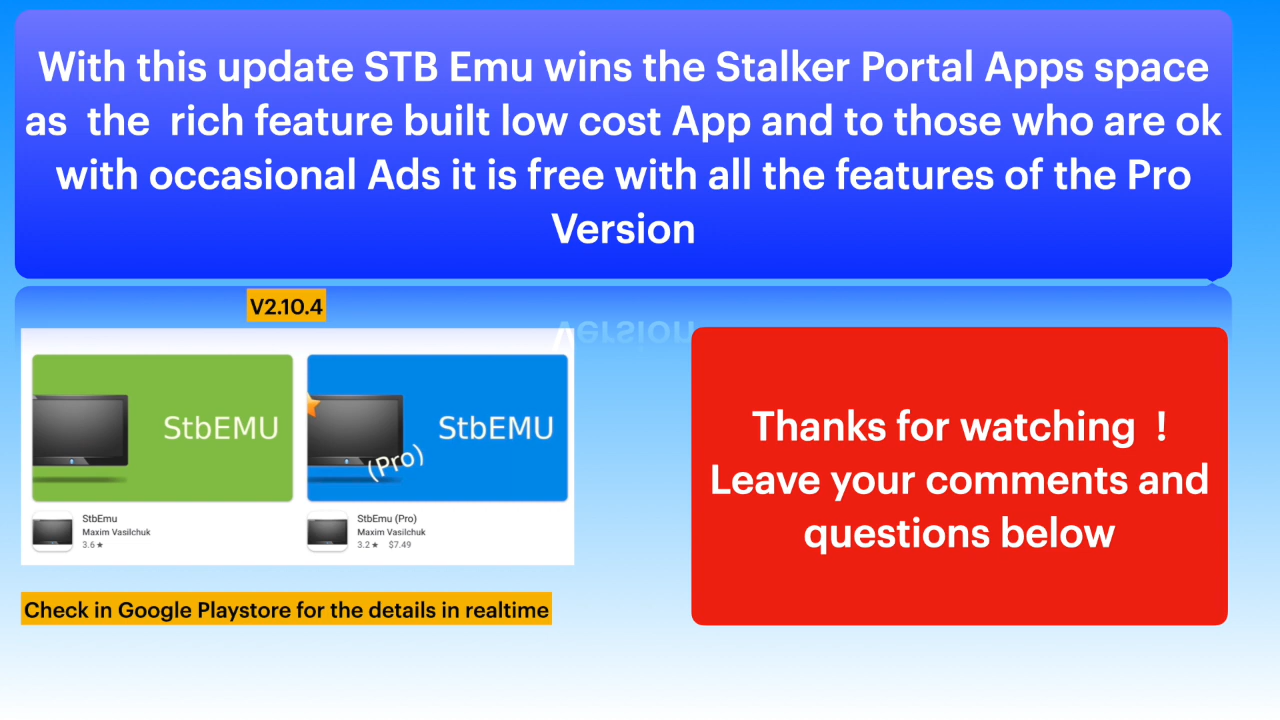 With this update STB Emu wins the Stalker Portal Apps space
as the rich feature built low cost App and to those who are ok
with occasional Ads it is free with all the features of the Pro
Version
V2.10.4
Version
StbEMU
StbEMU
(Pro)
StbEmu
Maxim Vasilchuk
3.6★
StbEmu (Pro)
Maxim Vasilchuk
3.2★ $7.49
Check in Google Playstore for the details in realtime
Thanks for watching !
Leave your comments and
questions below